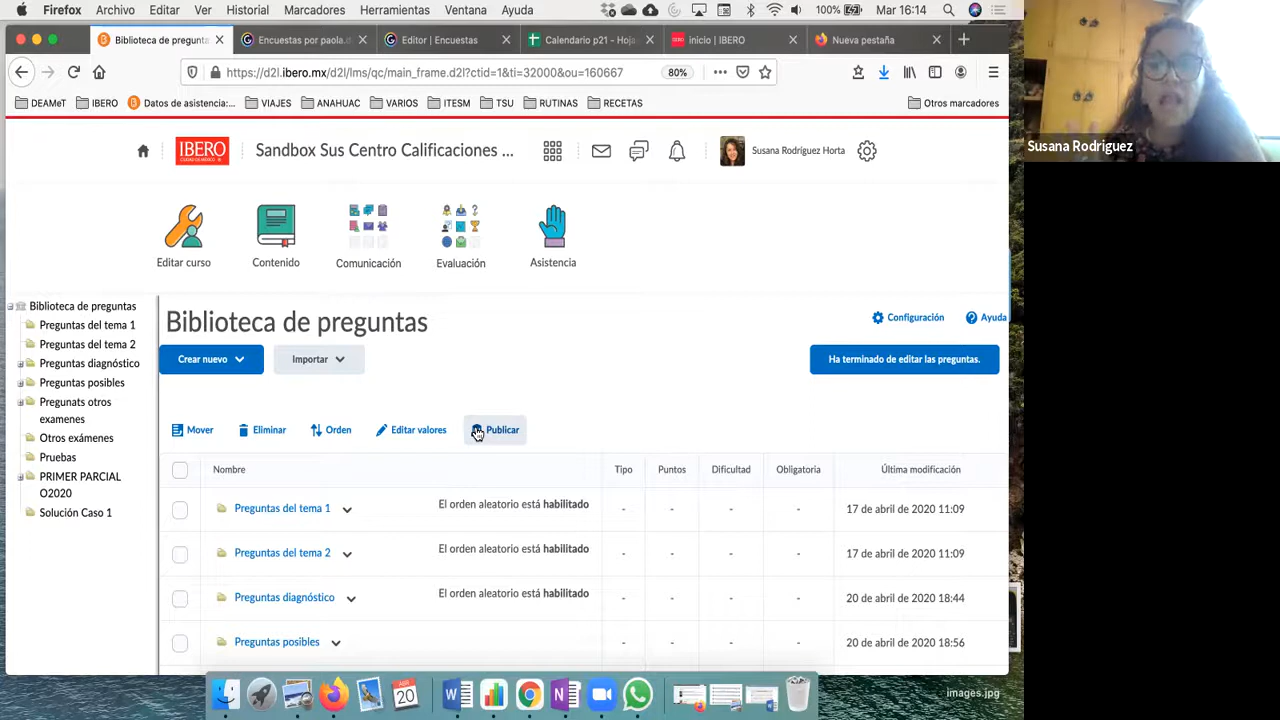 Firefox Archivo Editar Ver Historial Marcadores Herramientas Ventana Ayuda 100% Mar 16:14
Biblioteca de pregunta Encuestas por paola.d Editor | Encuestas Calendario p21 - Hoja inicio | IBERO Nueva pestaña
https://d2l.ibero.mx/d2l/lms/qc/main_frame.d2l?ctid=1&ti=32000&ou=160667 80%
DEAMeT IBERO Datos de asistencia:... VIAJES ANAHUAC VARIOS ITESM TSU RUTINAS RECETAS Otros marcadores
Susana Rodriguez
IBERO Sandbox Sus Centro Calificaciones ... Susana Rodríguez Horta
Editar curso Contenido Comunicación Evaluación Asistencia
Biblioteca de preguntas
Preguntas del tema 1
Preguntas del tema 2
Preguntas diagnóstico
Preguntas posibles
Pregunats otros
examenes
Otros exámenes
Pruebas
PRIMER PARCIAL
O2020
Solución Caso 1
Biblioteca de preguntas Configuración Ayuda
Crear nuevo Importar Ha terminado de editar las preguntas.
Mover Eliminar Orden Editar valores Publicar
Nombre Tipo Puntos Dificultad Obligatoria Última modificación
Preguntas del tema 1 El orden aleatorio está habilitado - - - - 17 de abril de 2020 11:09
Preguntas del tema 2 El orden aleatorio está habilitado - - - - 17 de abril de 2020 11:09
Preguntas diagnóstico El orden aleatorio está habilitado - - - - 20 de abril de 2020 18:44
Preguntas posibles - - - - 20 de abril de 2020 18:56
20
images.jpg